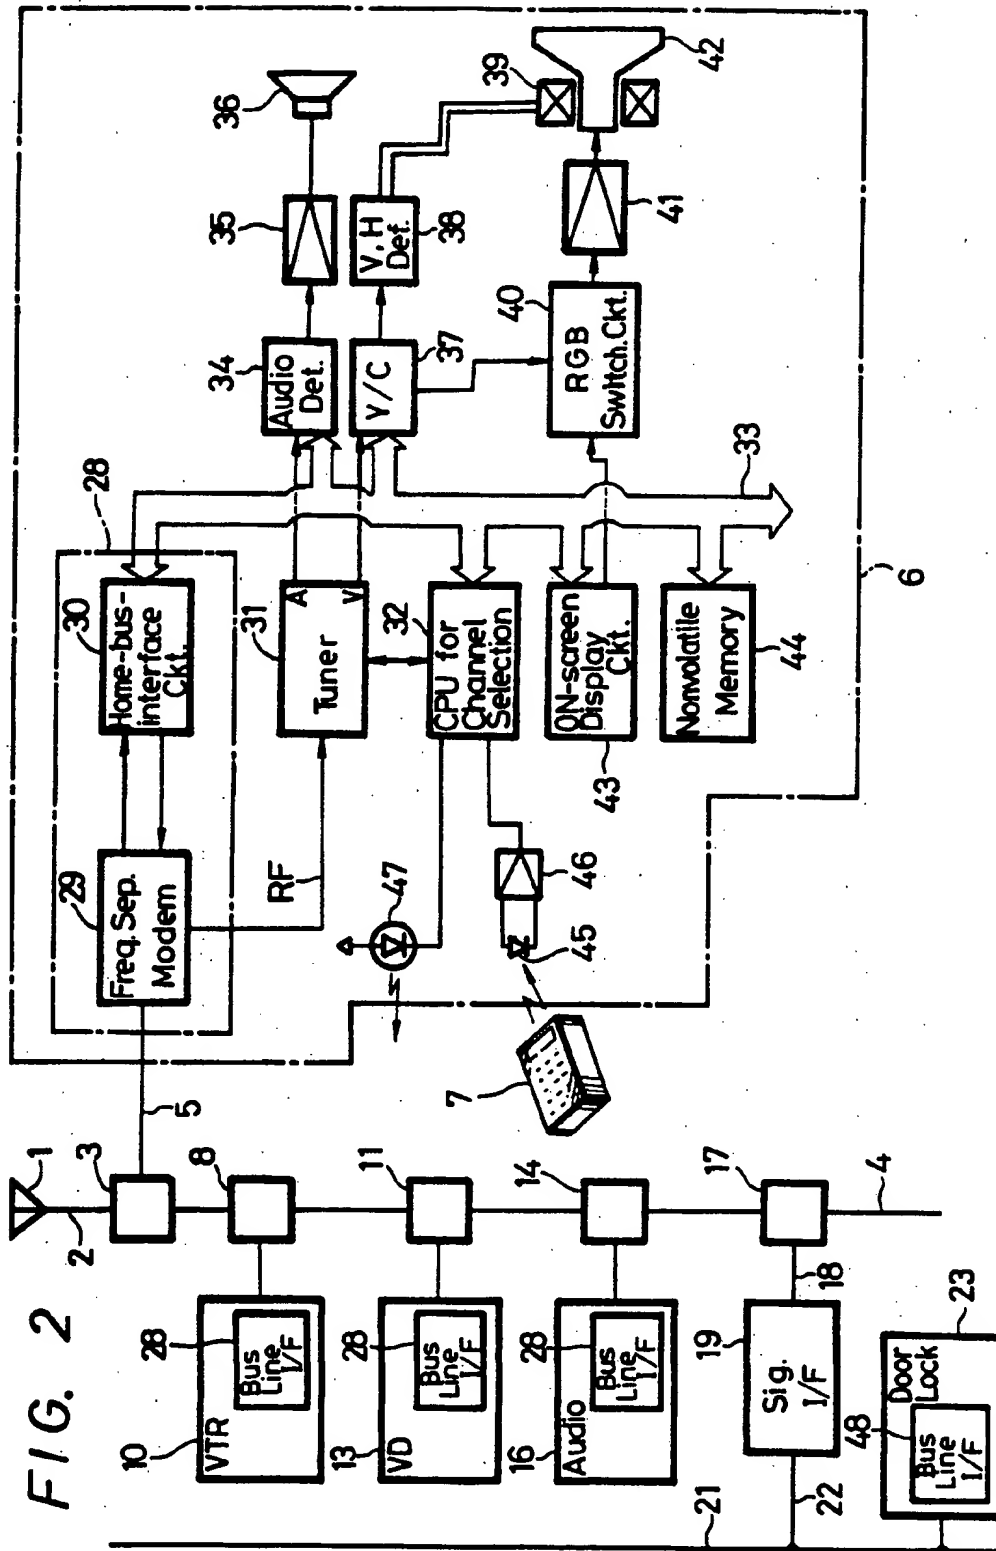 FIG. 2
1
2
3
5
8
11
14
17
4
18
10
VTR
28
Bus
Line
I/F
13
VD
28
Bus
Line
I/F
16
Audio
28
Bus
Line
I/F
19
Sig.
I/F
21
22
23
Door
Lock
48
Bus
Line
I/F
28
29
Freq. Sep.
Modem
30
Home-bus-
interface
Ckt.
RF
31
Tuner
A
V
32
CPU for
Channel
Selection
33
34
Audio
Det.
35
36
37
Y/C
38
V, H
Def.
39
40
RGB
Switch. Ckt.
41
42
43
ON-screen
Display
Ckt.
44
Nonvolatile
Memory
45
46
47
7
6